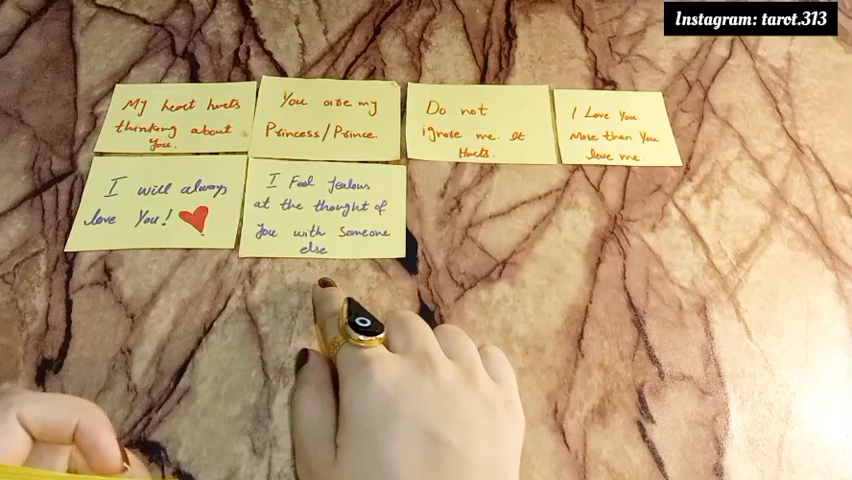 Instagram: tarot.313
My heart hurts
thinking about
you.
You are my
Princess/Prince.
Do not
ignore me. It
Hurts.
I Love You
More than You
love me
I will always
love You!
I Feel Jealous
at the thought of
you with someone
else